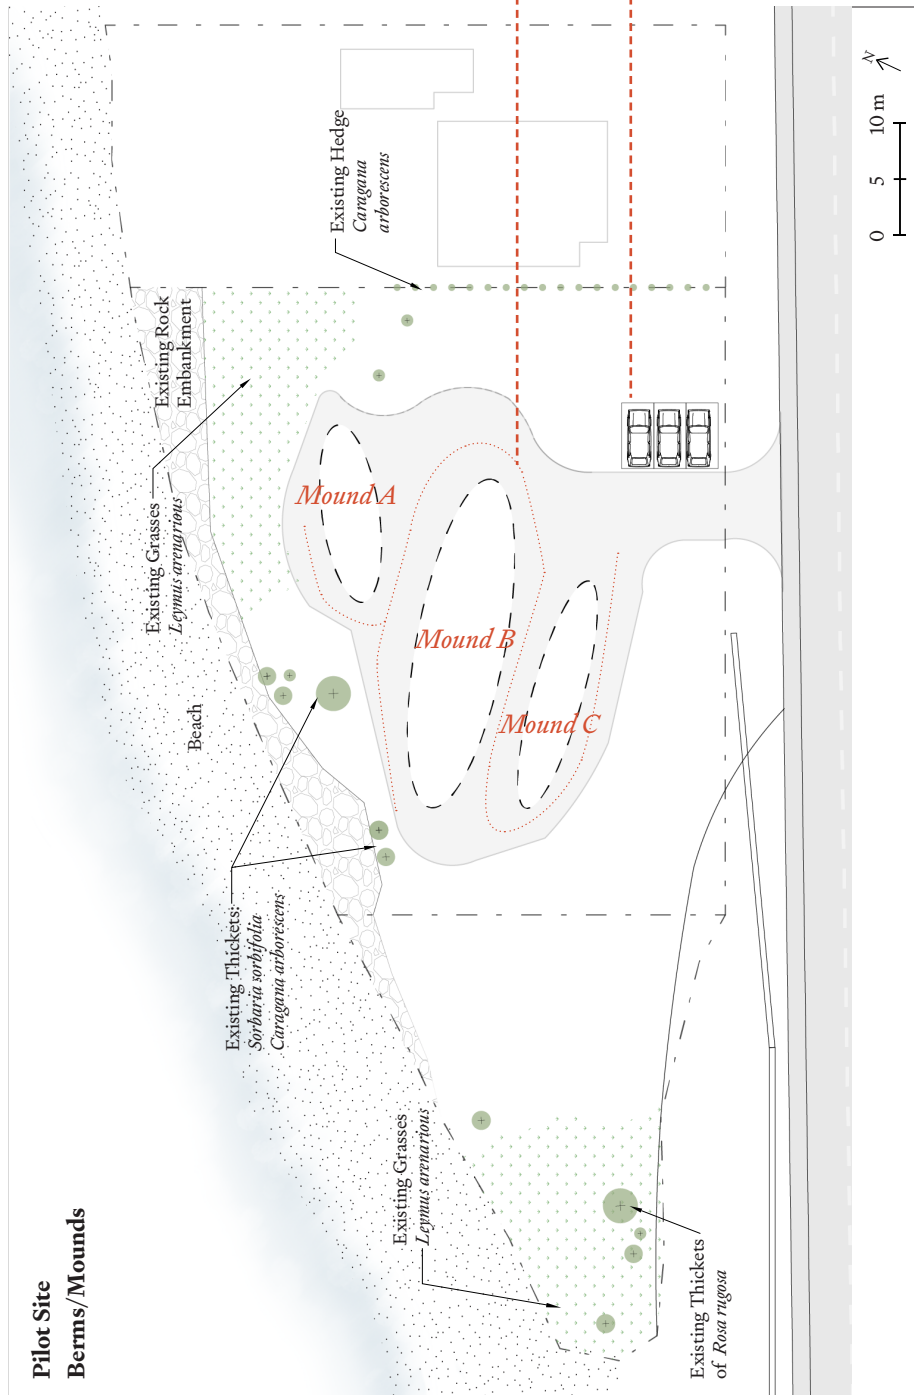 Pilot Site
Berms/Mounds
Existing Grasses
Leymus arenarious
Existing Rock
Embankment
Existing Hedge
Caragana
arborescens
Beach
Mound A
Mound B
Mound C
Existing Thickets:
Sorbaria sorbifolia
Caragana arborescens
Existing Grasses
Leymus arenarious
Existing Thickets
of Rosa rugosa
0 5 10 m
N